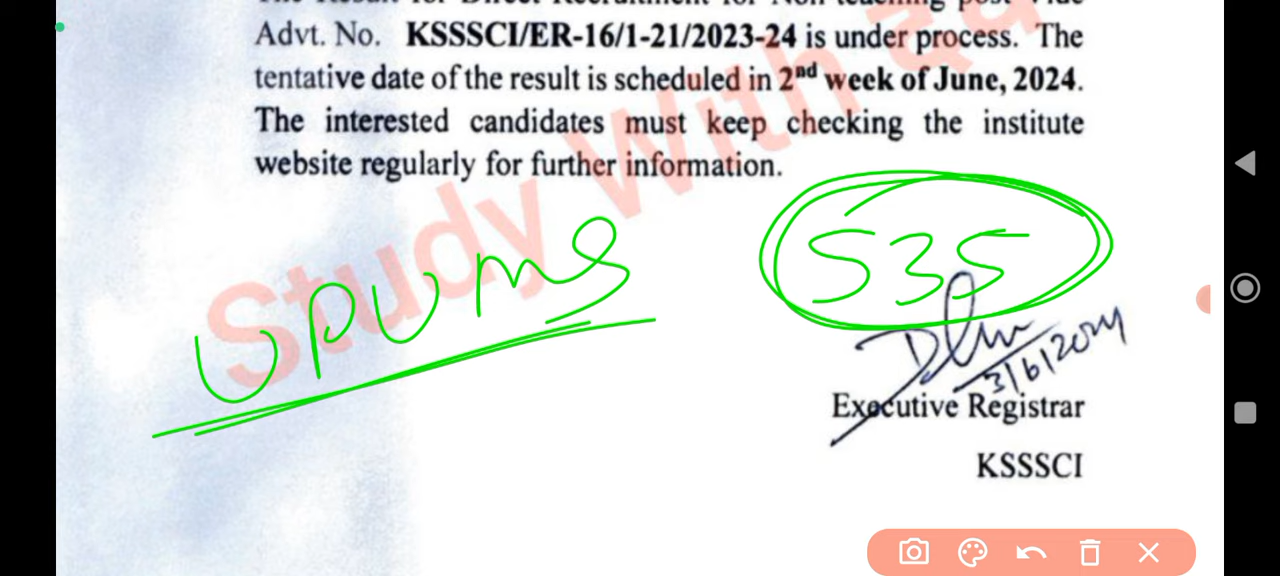 Advt. No. KSSSCI/ER-16/1-21/2023-24 is under process. The
tentative date of the result is scheduled in 2nd week of June, 2024.
The interested candidates must keep checking the institute
website regularly for further information.
Study With
UPUMS
535
3/6/2024
Executive Registrar
KSSSCI